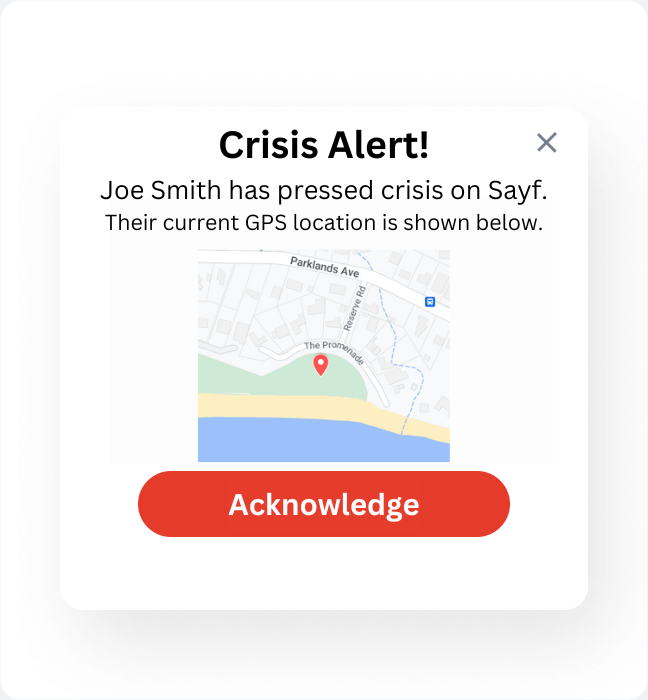 Crisis Alert!
Joe Smith has pressed crisis on Sayf.
Their current GPS location is shown below.
Parklands Ave
Reserve Rd
The Promenade
Acknowledge